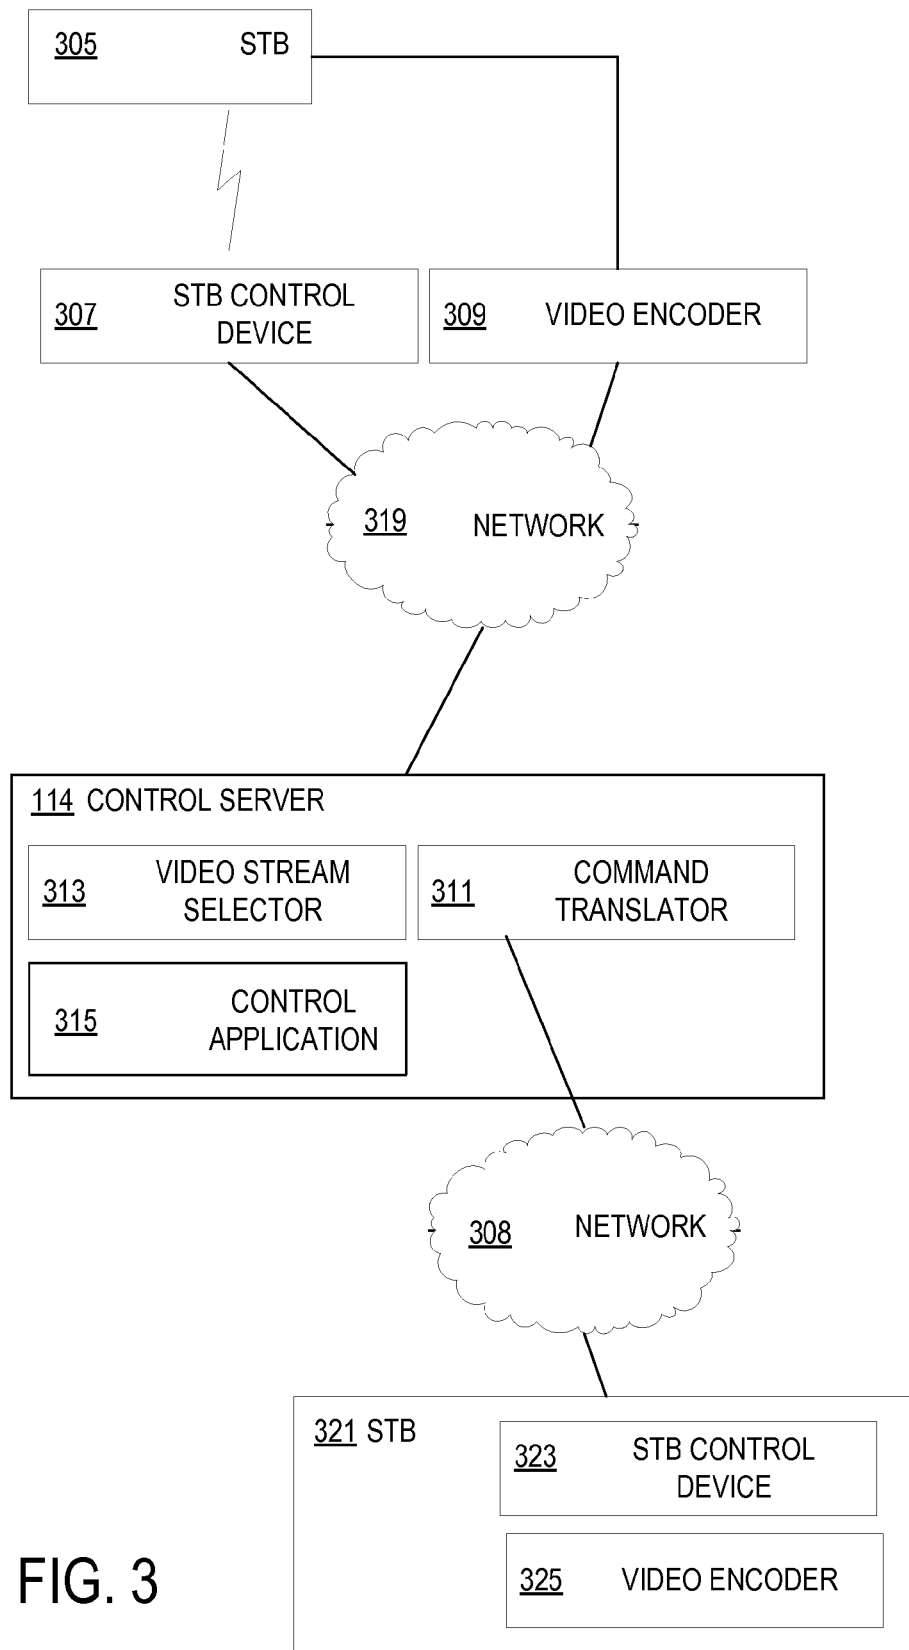 305 STB
307 STB CONTROL
DEVICE
309 VIDEO ENCODER
319 NETWORK
114 CONTROL SERVER
313 VIDEO STREAM
SELECTOR
311 COMMAND
TRANSLATOR
315 CONTROL
APPLICATION
308 NETWORK
321 STB
323 STB CONTROL
DEVICE
325 VIDEO ENCODER
FIG. 3